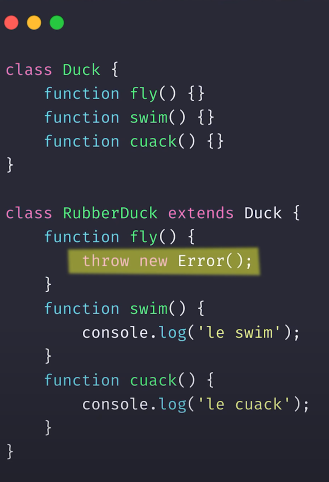 class Duck {
    function fly() {}
    function swim() {}
    function cuack() {}
}

class RubberDuck extends Duck {
    function fly() {
        throw new Error();
    }
    function swim() {
        console.log('le swim');
    }
    function cuack() {
        console.log('le cuack');
    }
}